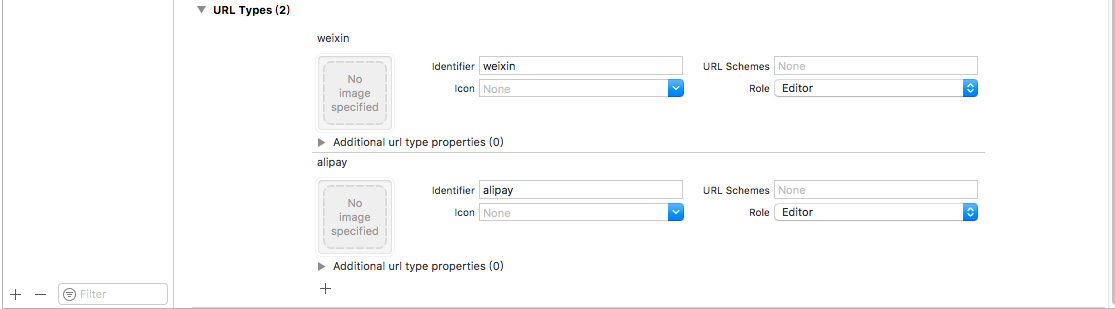 URL Types (2)
weixin
No image specified
Identifier weixin URL Schemes None
Icon None Role Editor
Additional url type properties (0)
alipay
No image specified
Identifier alipay URL Schemes None
Icon None Role Editor
Additional url type properties (0)
Filter